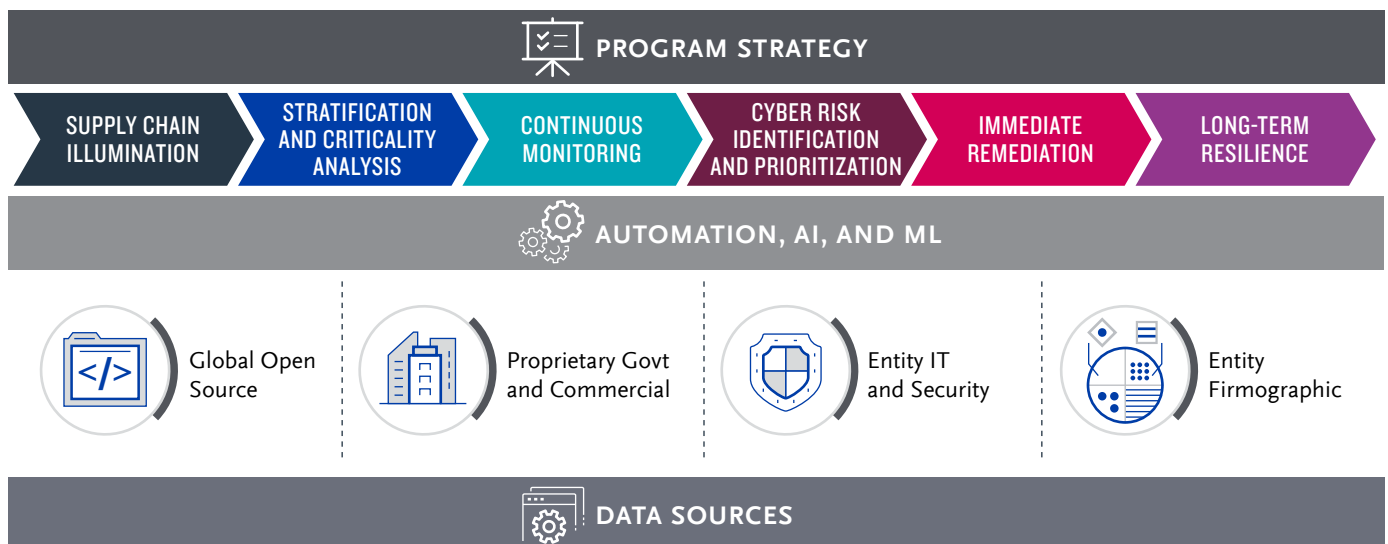 PROGRAM STRATEGY
SUPPLY CHAIN
ILLUMINATION
STRATIFICATION
AND CRITICALITY
ANALYSIS
CONTINUOUS
MONITORING
CYBER RISK
IDENTIFICATION
AND PRIORITIZATION
IMMEDIATE
REMEDIATION
LONG-TERM
RESILIENCE
AUTOMATION, AI, AND ML
</>
Global Open
Source
Proprietary Govt
and Commercial
Entity IT
and Security
Entity
Firmographic
DATA SOURCES